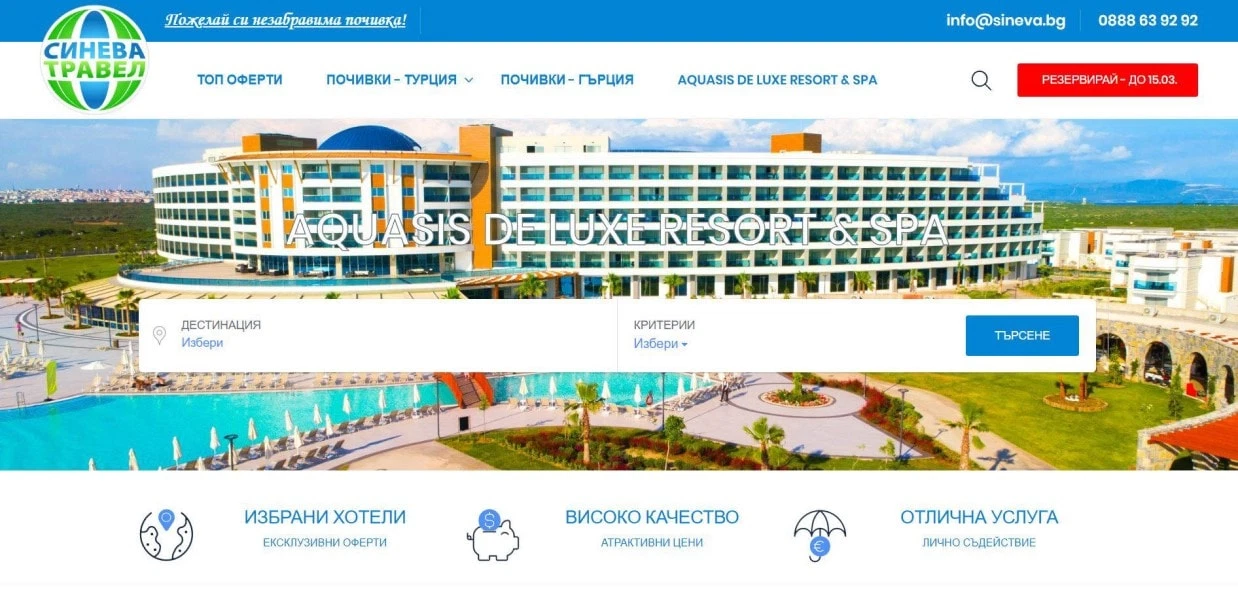 Пожелай си незабравима почивка!
info@sineva.bg
0888 63 92 92
СИНЕВА
ТРАВЕЛ
ТОП ОФЕРТИ
ПОЧИВКИ - ТУРЦИЯ
ПОЧИВКИ - ГЪРЦИЯ
AQUASIS DE LUXE RESORT & SPA
РЕЗЕРВИРАЙ - ДО 15.03.
AQUASIS DE LUXE RESORT & SPA
ДЕСТИНАЦИЯ
Избери
КРИТЕРИИ
Избери
ТЪРСЕНЕ
ИЗБРАНИ ХОТЕЛИ
ЕКСКЛУЗИВНИ ОФЕРТИ
ВИСОКО КАЧЕСТВО
АТРАКТИВНИ ЦЕНИ
ОТЛИЧНА УСЛУГА
ЛИЧНО СЪДЕЙСТВИЕ